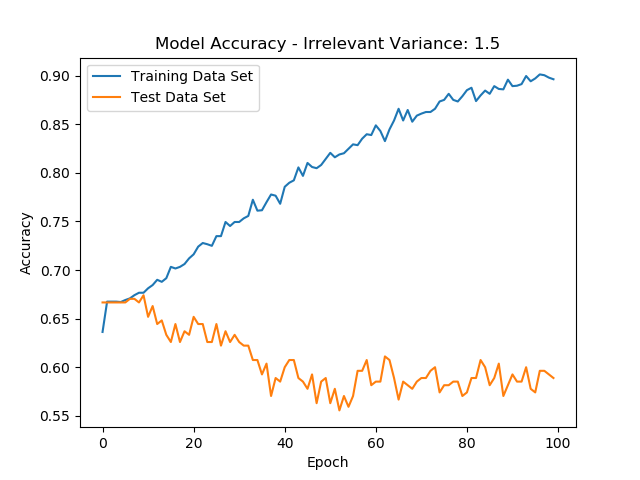 Model Accuracy - Irrelevant Variance: 1.5
Training Data Set
Test Data Set
0.90
0.85
0.80
0.75
0.70
0.65
0.60
0.55
Accuracy
0 20 40 60 80 100
Epoch